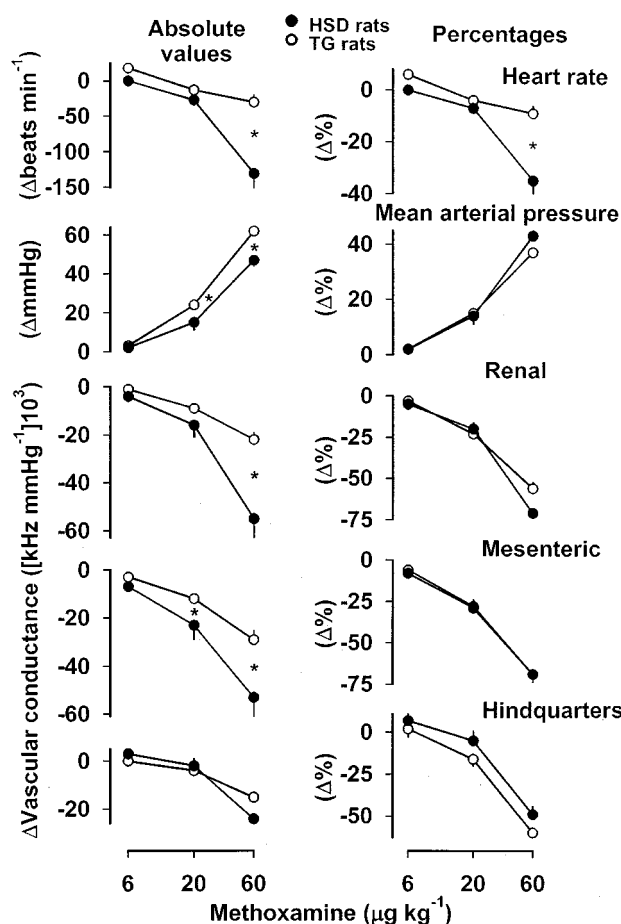 Absolute values
● HSD rats
○ TG rats
Percentages
(Δbeats min⁻¹)
0
-50
-100
-150
*
Heart rate
(Δ%)
0
-20
-40
*
(ΔmmHg)
60
40
20
0
*
*
Mean arterial pressure
(Δ%)
40
20
0
ΔVascular conductance ([kHz mmHg⁻¹]10³)
0
-20
-40
-60
*
Renal
(Δ%)
0
-25
-50
-75
0
-20
-40
-60
*
*
Mesenteric
(Δ%)
0
-25
-50
-75
0
-20
Hindquarters
(Δ%)
0
-25
-50
6 20 60
6 20 60
Methoxamine (μg kg⁻¹)